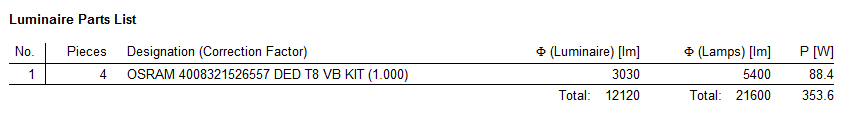 Luminaire Parts List
No. Pieces Designation (Correction Factor) Φ (Luminaire) [lm] Φ (Lamps) [lm] P [W]
1 4 OSRAM 4008321526557 DED T8 VB KIT (1.000) 3030 5400 88.4
Total: 12120 Total: 21600 353.6